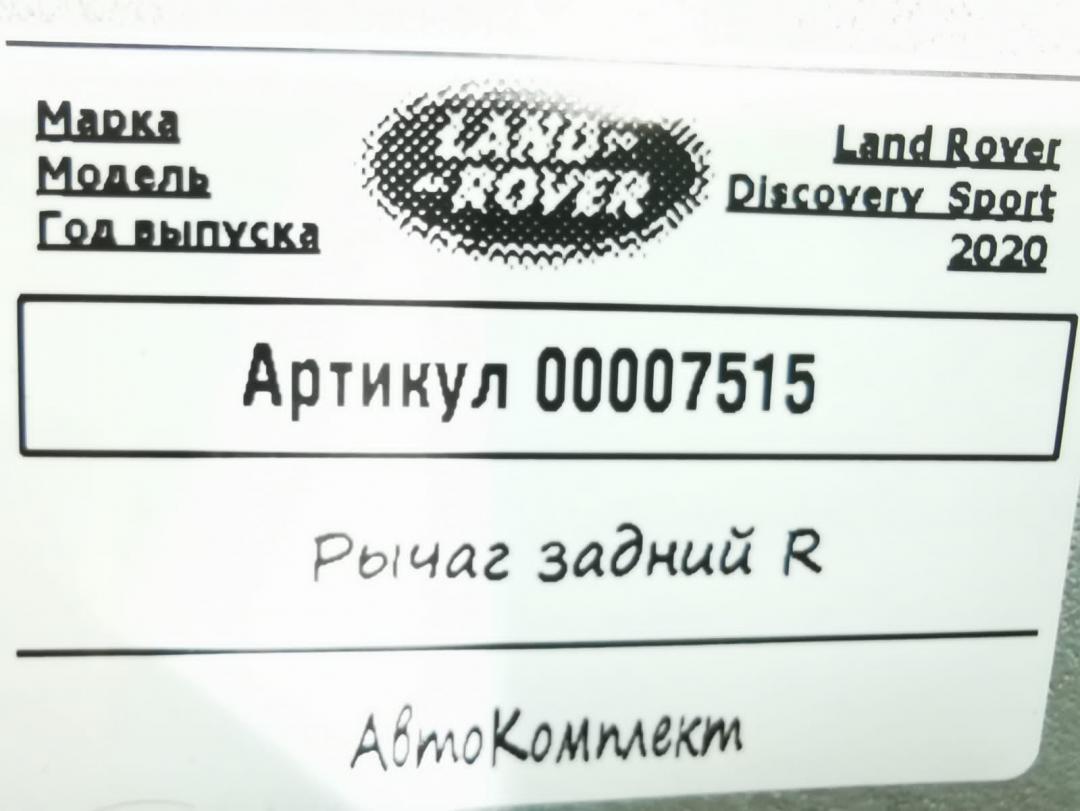 Марка
Модель
Год выпуска
LAND-
-ROVER
Land Rover
Discovery Sport
2020
Артикул 00007515
Рычаг задний R
АвтоКомплект